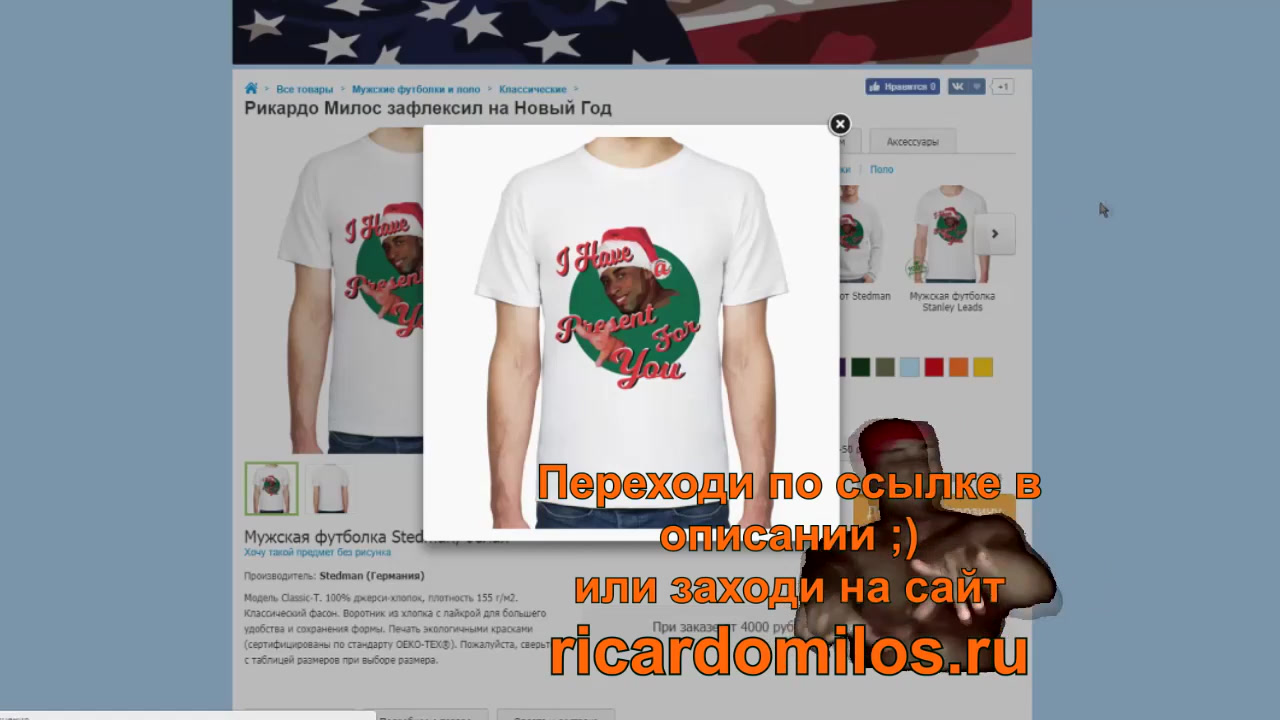 Все товары > Мужские футболки и поло > Классические >
Нравится 0
+1
Рикардо Милос зафлексил на Новый Год
Аксессуары
Поло
I Have
Present
I Have
a
Present
For
You
от Stedman
Мужская футболка
Stanley Leads
Переходи по ссылке в
описании ;)
или заходи на сайт
ricardomilos.ru
Мужская футболка
Хочу такой предмет без рисунка
Производитель: Stedman (Германия)
Модель Classic-T. 100% джерси-хлопок, плотность 155 г/м2.
Классический фасон. Воротник из хлопка с лайкрой для большего
удобства и сохранения формы. Печать экологичными красками
(сертифицированы по стандарту OEKO-TEX®). Пожалуйста,
с таблицей размеров при выборе размера.
При заказе от 4000 руб